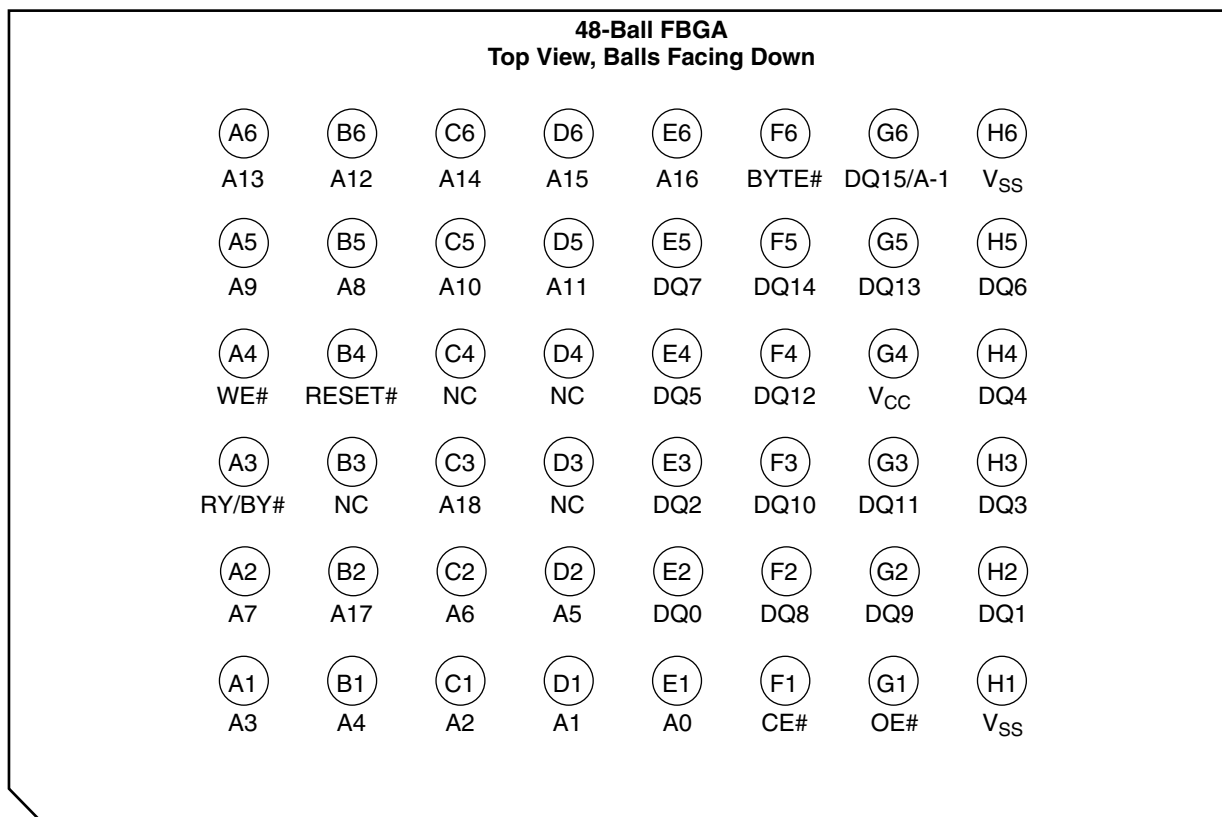 48-Ball FBGA
Top View, Balls Facing Down
A6 B6 C6 D6 E6 F6 G6 H6
A13 A12 A14 A15 A16 BYTE# DQ15/A-1 VSS
A5 B5 C5 D5 E5 F5 G5 H5
A9 A8 A10 A11 DQ7 DQ14 DQ13 DQ6
A4 B4 C4 D4 E4 F4 G4 H4
WE# RESET# NC NC DQ5 DQ12 VCC DQ4
A3 B3 C3 D3 E3 F3 G3 H3
RY/BY# NC A18 NC DQ2 DQ10 DQ11 DQ3
A2 B2 C2 D2 E2 F2 G2 H2
A7 A17 A6 A5 DQ0 DQ8 DQ9 DQ1
A1 B1 C1 D1 E1 F1 G1 H1
A3 A4 A2 A1 A0 CE# OE# VSS